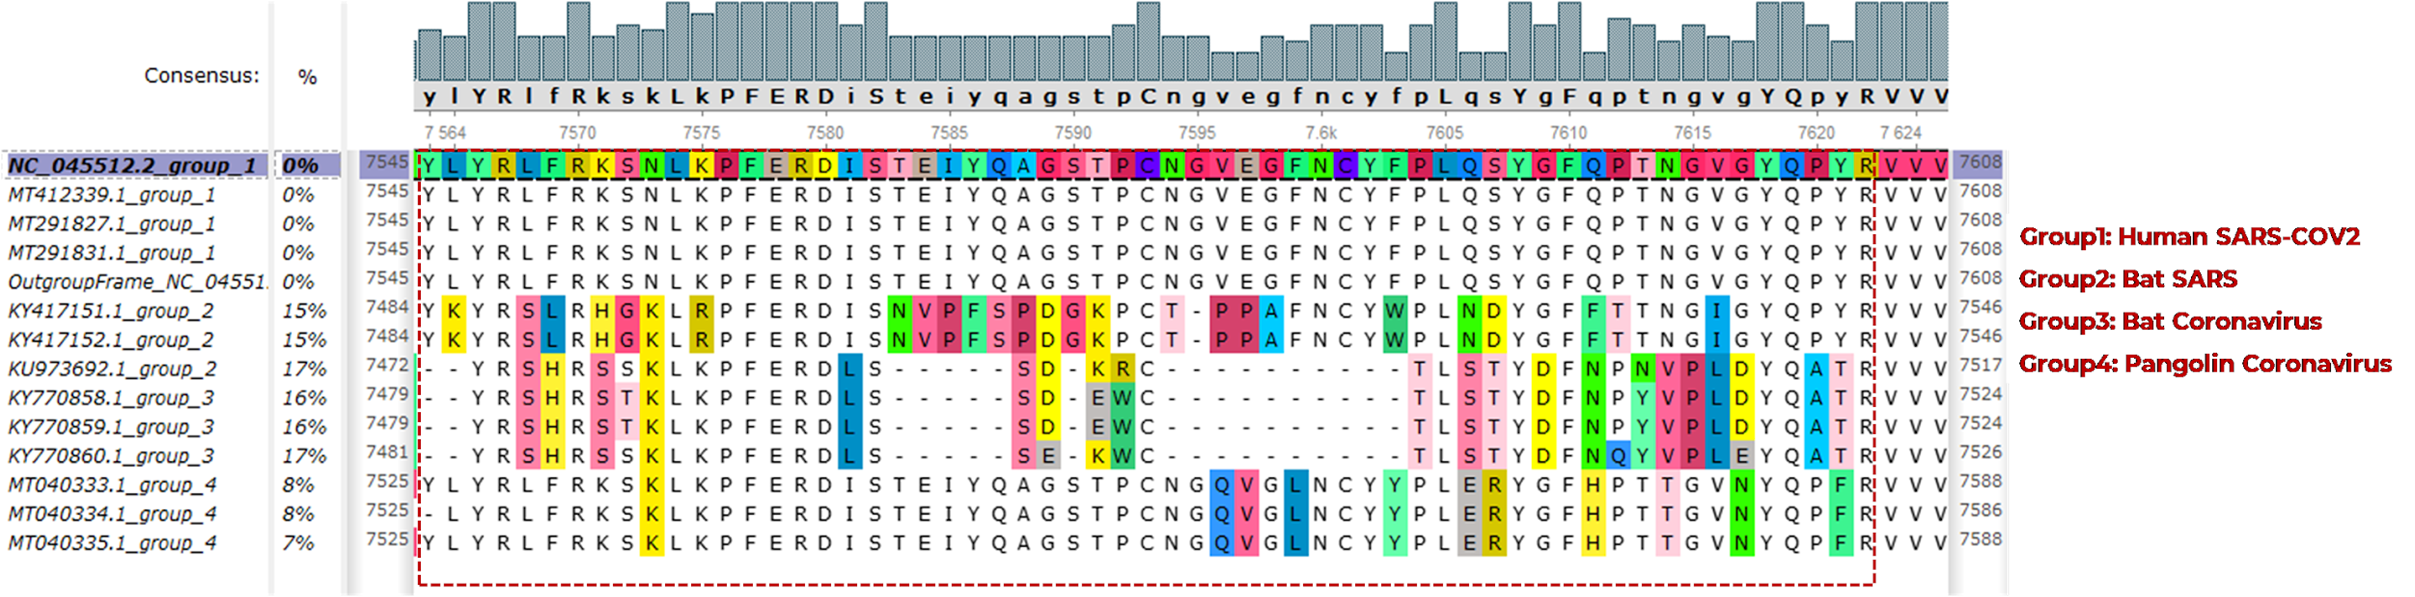 Consensus: %
y l Y R l f R k s k L k P F E R D i S t e i y q a g s t p C n g v e g f n c y f p L q s Y g F q p t n g v g Y Q p y R V V V
7 564 7570 7575 7580 7585 7590 7595 7.6k 7605 7610 7615 7620 7 624
NC_045512.2_group_1 0% 7545 Y L Y R L F R K S N L K P F E R D I S T E I Y Q A G S T P C N G V E G F N C Y F P L Q S Y G F Q P T N G V G Y Q P Y R V V V 7608
MT412339.1_group_1 0% 7545 Y L Y R L F R K S N L K P F E R D I S T E I Y Q A G S T P C N G V E G F N C Y F P L Q S Y G F Q P T N G V G Y Q P Y R V V V 7608
MT291827.1_group_1 0% 7545 Y L Y R L F R K S N L K P F E R D I S T E I Y Q A G S T P C N G V E G F N C Y F P L Q S Y G F Q P T N G V G Y Q P Y R V V V 7608
MT291831.1_group_1 0% 7545 Y L Y R L F R K S N L K P F E R D I S T E I Y Q A G S T P C N G V E G F N C Y F P L Q S Y G F Q P T N G V G Y Q P Y R V V V 7608
OutgroupFrame_NC_04551. 0% 7545 Y L Y R L F R K S N L K P F E R D I S T E I Y Q A G S T P C N G V E G F N C Y F P L Q S Y G F Q P T N G V G Y Q P Y R V V V 7608
KY417151.1_group_2 15% 7484 Y K Y R S L R H G K L R P F E R D I S N V P F S P D G K P C T - P P A F N C Y W P L N D Y G F F T T N G I G Y Q P Y R V V V 7546
KY417152.1_group_2 15% 7484 Y K Y R S L R H G K L R P F E R D I S N V P F S P D G K P C T - P P A F N C Y W P L N D Y G F F T T N G I G Y Q P Y R V V V 7546
KU973692.1_group_2 17% 7472 - - Y R S H R S S K L K P F E R D L S - - - - - S D - K R C - - - - - - - - - - T L S T Y D F N P N V P L D Y Q A T R V V V 7517
KY770858.1_group_3 16% 7479 - - Y R S H R S T K L K P F E R D L S - - - - - S D - E W C - - - - - - - - - - T L S T Y D F N P Y V P L D Y Q A T R V V V 7524
KY770859.1_group_3 16% 7479 - - Y R S H R S T K L K P F E R D L S - - - - - S D - E W C - - - - - - - - - - T L S T Y D F N P Y V P L D Y Q A T R V V V 7524
KY770860.1_group_3 17% 7481 - - Y R S H R S S K L K P F E R D L S - - - - - S E - K W C - - - - - - - - - - T L S T Y D F N Q Y V P L E Y Q A T R V V V 7526
MT040333.1_group_4 8% 7525 Y L Y R L F R K S K L K P F E R D I S T E I Y Q A G S T P C N G Q V G L N C Y Y P L E R Y G F H P T T G V N Y Q P F R V V V 7588
MT040334.1_group_4 8% 7525 - L Y R L F R K S K L K P F E R D I S T E I Y Q A G S T P C N G Q V G L N C Y Y P L E R Y G F H P T T G V N Y Q P F R V V V 7586
MT040335.1_group_4 7% 7525 Y L Y R L F R K S K L K P F E R D I S T E I Y Q A G S T P C N G Q V G L N C Y Y P L E R Y G F H P T T G V N Y Q P F R V V V 7588
Group1: Human SARS-COV2
Group2: Bat SARS
Group3: Bat Coronavirus
Group4: Pangolin Coronavirus